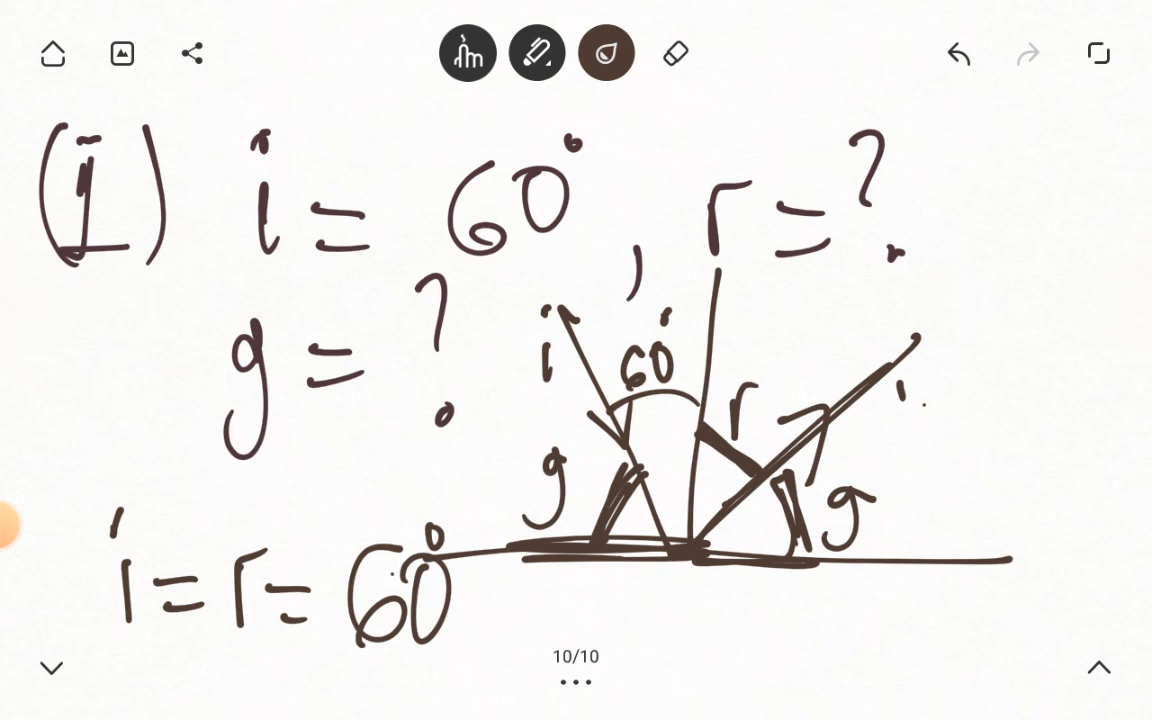 (1) i = 60°, r = ?
g = ?
i 60° r
g g
i = r = 60°
10/10